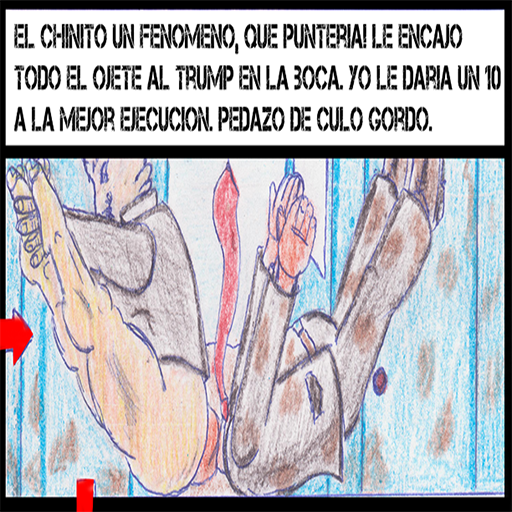 EL CHINITO UN FENOMENO, QUE PUNTERIA! LE ENCAJO
TODO EL OJETE AL TRUMP EN LA BOCA. YO LE DARIA UN 10
A LA MEJOR EJECUCION. PEDAZO DE CULO GORDO.